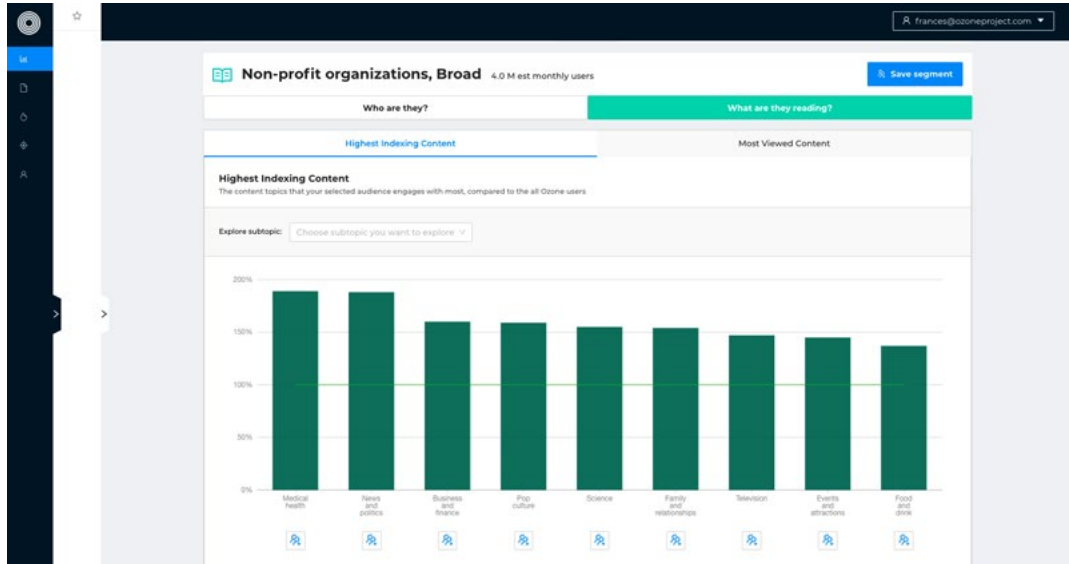 frances@ozoneproject.com
Non-profit organizations, Broad 4.0 M est monthly users
Save segment
Who are they?
What are they reading?
Highest Indexing Content
Most Viewed Content
Highest Indexing Content
The content topics that your selected audience engages with most, compared to the all Ozone users
Explore subtopic: Choose subtopic you want to explore
200%
150%
100%
50%
0%
Medical
health
News
and
politics
Business
and
finance
Pop
culture
Science
Family
and
relationships
Television
Events
and
attractions
Food
and
drink